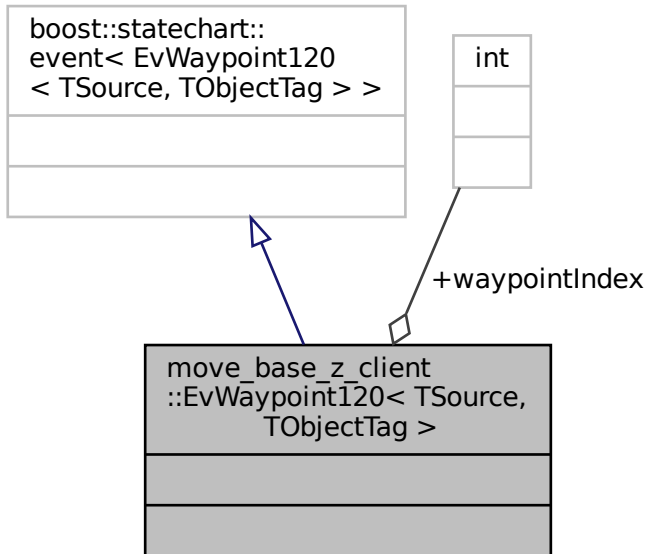 boost::statechart::
event< EvWaypoint120
< TSource, TObjectTag > >
int
+waypointIndex
move_base_z_client
::EvWaypoint120< TSource,
TObjectTag >